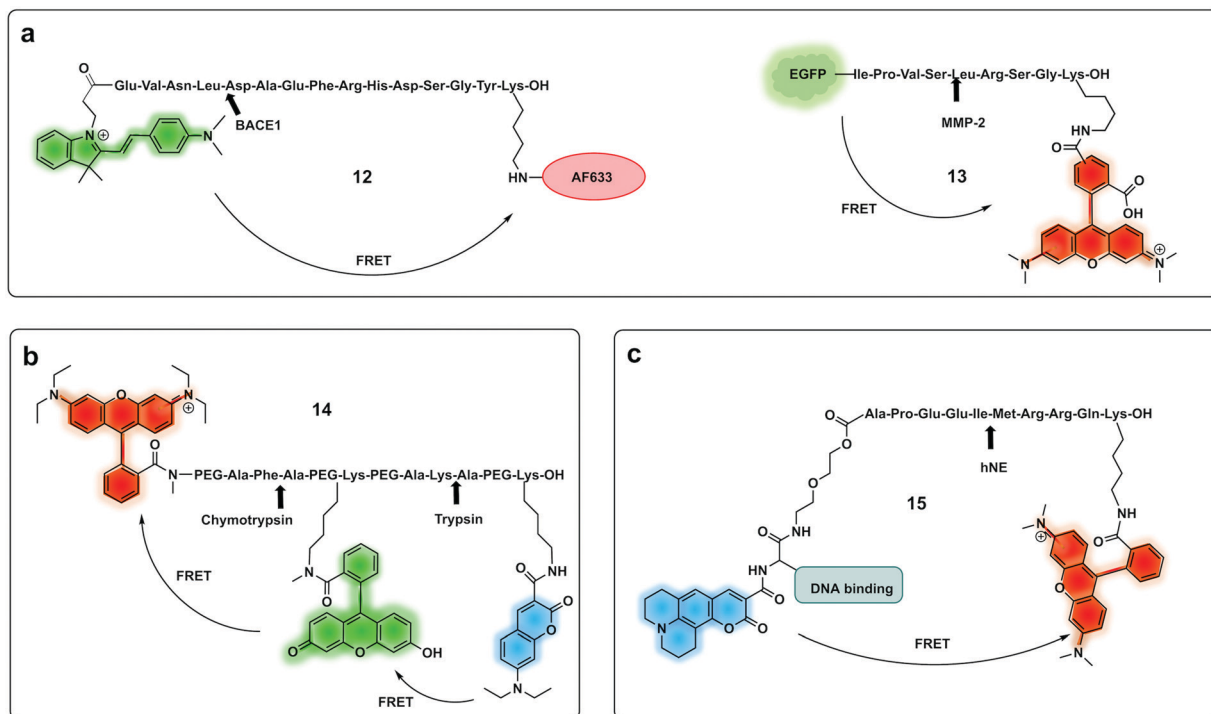 a
O
Glu-Val-Asn-Leu-Asp-Ala-Glu-Phe-Arg-His-Asp-Ser-Gly-Tyr-Lys-OH
BACE1
N
+
N
12
HN
AF633
FRET
EGFP
Ile-Pro-Val-Ser-Leu-Arg-Ser-Gly-Lys-OH
MMP-2
HN
O
13
O
OH
FRET
N
O
N
+
b
N
O
N
+
14
O
N
PEG-Ala-Phe-Ala-PEG-Lys-PEG-Ala-Lys-Ala-PEG-Lys-OH
Chymotrypsin
Trypsin
FRET
N
O
O
NH
O
O
O
O
OH
N
FRET
c
O
O
Ala-Pro-Glu-Glu-Ile-Met-Arg-Arg-Gln-Lys-OH
hNE
O
15
NH
O
HN
O
DNA binding
N
O
O
NH
O
N
+
O
N
FRET